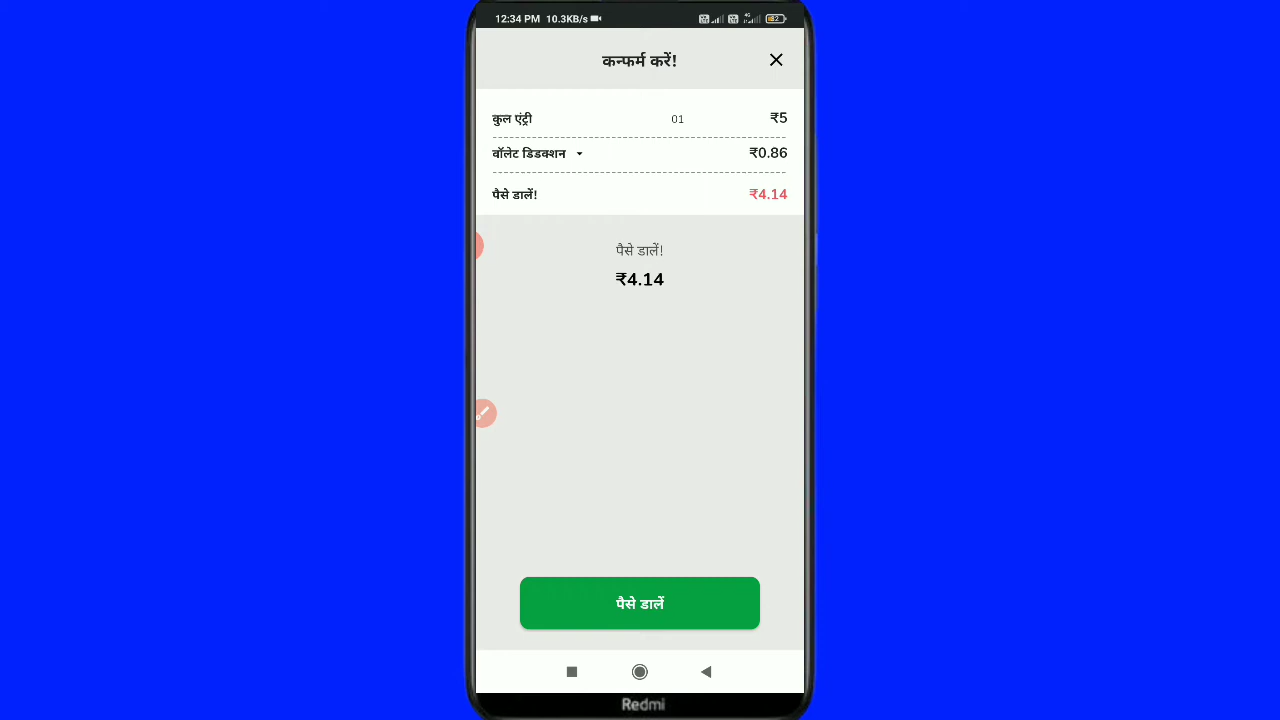 12:34 PM 10.3KB/s 82
कन्फर्म करें!
कुल एंट्री 01 ₹5
वॉलेट डिडक्शन ₹0.86
पैसे डालें! ₹4.14
पैसे डालें!
₹4.14
पैसे डालें
Redmi